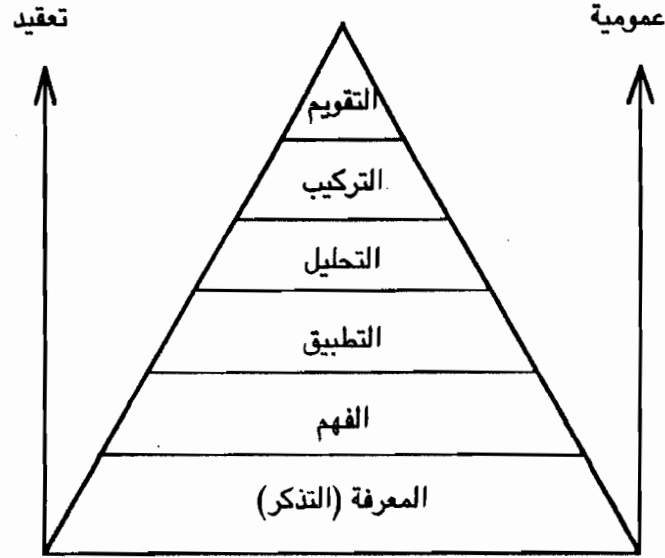 عمومية
تعقيد
التقويم
التركيب
التحليل
التطبيق
الفهم
المعرفة (التذكر)